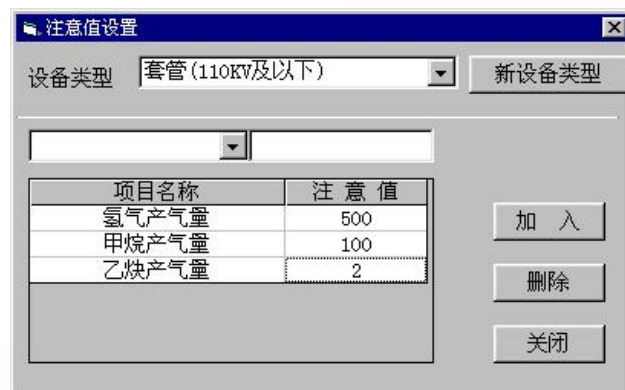 注意值设置
设备类型 套管(110KV及以下) 新设备类型
项目名称 注 意 值
氢气产气量 500
甲烷产气量 100
乙炔产气量 2
加 入
删除
关闭